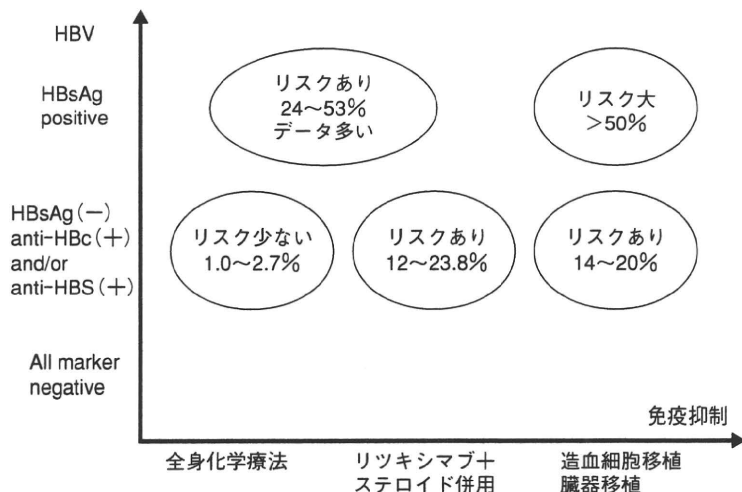 HBV
HBsAg
positive
リスクあり
24〜53%
データ多い
リスク大
>50%
HBsAg(−)
anti-HBc(+)
and/or
anti-HBS(+)
リスク少ない
1.0〜2.7%
リスクあり
12〜23.8%
リスクあり
14〜20%
All marker
negative
免疫抑制
全身化学療法
リツキシマブ+
ステロイド併用
造血細胞移植
臓器移植